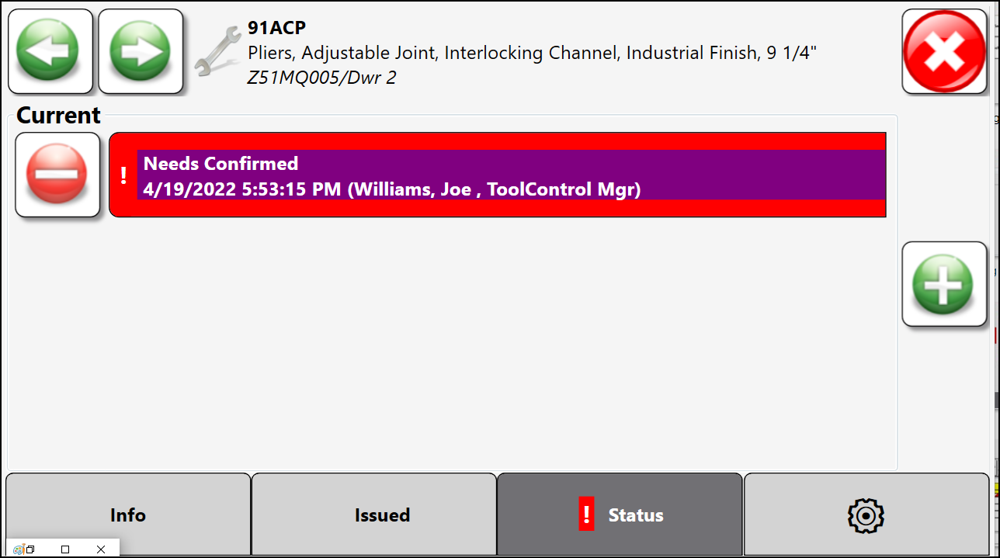 91ACP
Pliers, Adjustable Joint, Interlocking Channel, Industrial Finish, 9 1/4"
Z51MQ005/Dwr 2
Current
!
Needs Confirmed
4/19/2022 5:53:15 PM (Williams, Joe , ToolControl Mgr)
Info
Issued
! Status